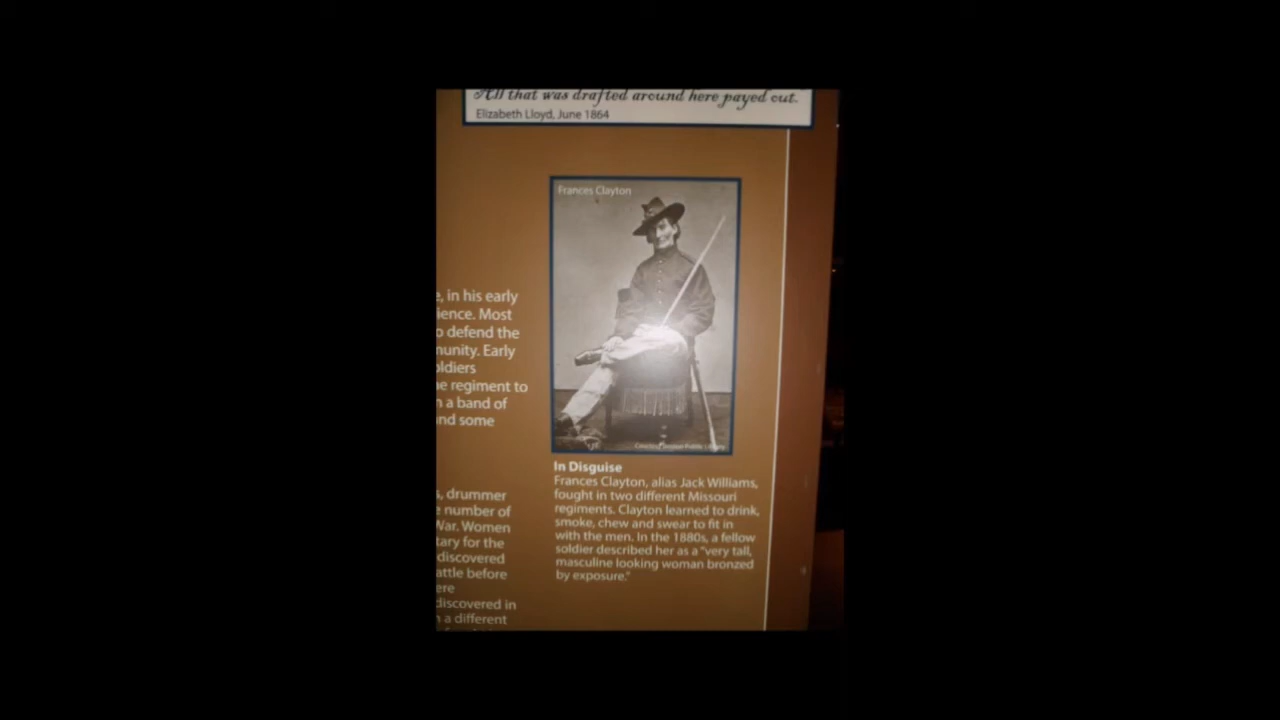 All that was drafted around here payed out.
Elizabeth Lloyd, June 1864
Frances Clayton
e, in his early
ience. Most
o defend the
munity. Early
oldiers
he regiment to
n a band of
and some
In Disguise
Frances Clayton, alias Jack Williams,
fought in two different Missouri
regiments. Clayton learned to drink,
smoke, chew and swear to fit in
with the men. In the 1880s, a fellow
soldier described her as a "very tall,
masculine looking woman bronzed
by exposure."
s, drummer
e number of
War. Women
tary for the
discovered
attle before
ere
discovered in
n a different